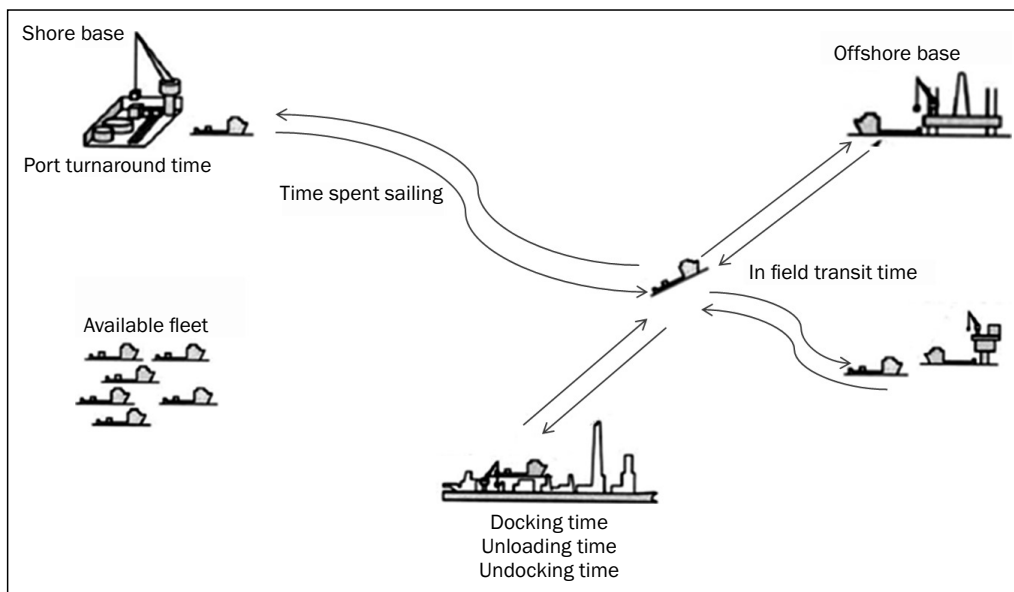 Shore base
Offshore base
Port turnaround time
Time spent sailing
In field transit time
Available fleet
Docking time
Unloading time
Undocking time